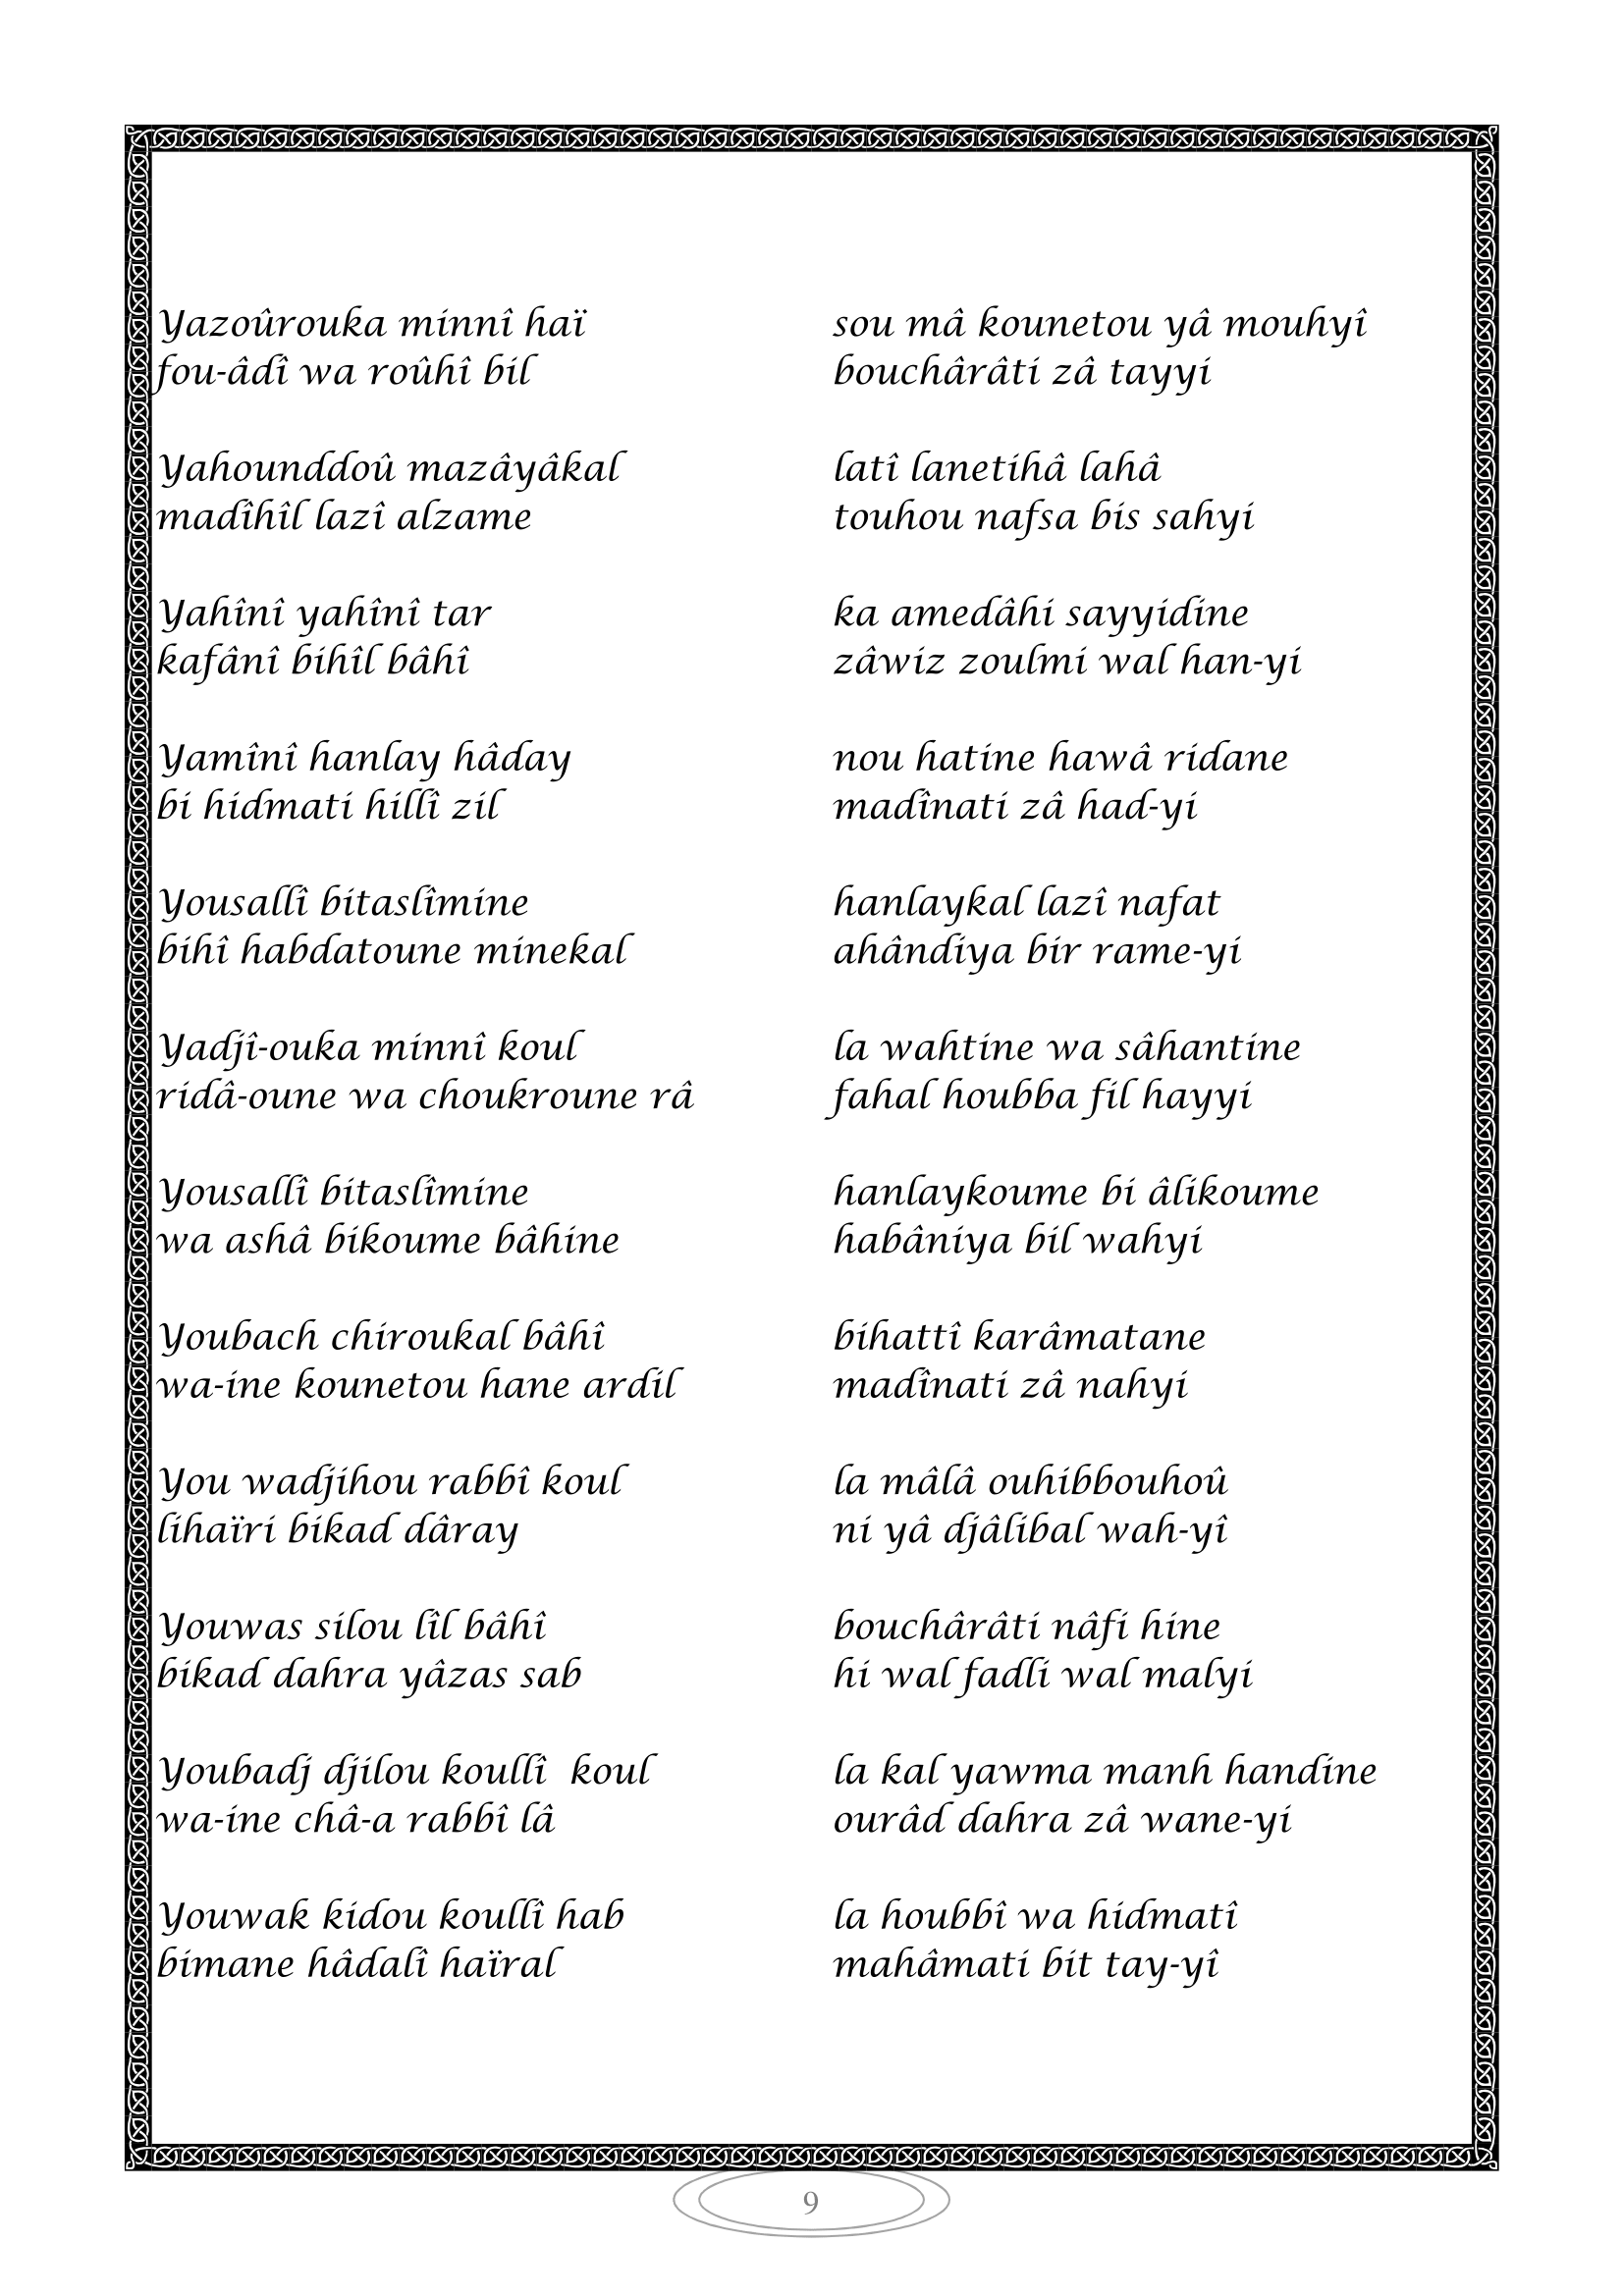 Yazoûrouka minnî haï sou mâ kounetou yâ mouhyî
fou-âdî wa roûhî bil bouchârâti zâ tayyi
Yahounddoû mazâyâkal latî lanetihâ lahâ
madîhîl lazî alzame touhou nafsa bis sahyi
Yahînî yahînî tar ka amedâhi sayyidine
kafânî bihîl bâhî zâwiz zoulmi wal han-yi
Yamînî hanlay hâday nou hatine hawâ ridane
bi hidmati hillî zil madînati zâ had-yi
Yousallî bitaslîmine hanlaykal lazî nafat
bihî habdatoune minekal ahândiya bir rame-yi
Yadjî-ouka minnî koul la wahtine wa sâhantine
ridâ-oune wa choukroune râ fahal houbba fil hayyi
Yousallî bitaslîmine hanlaykoume bi âlikoume
wa ashâ bikoume bâhine habâniya bil wahyi
Youbach chiroukal bâhî bihattî karâmatane
wa-ine kounetou hane ardil madînati zâ nahyi
You wadjihou rabbî koul la mâlâ ouhibbouhoû
lihaïri bikad dâray ni yâ djâlibal wah-yî
Youwas silou lîl bâhî bouchârâti nâfi hine
bikad dahra yâzas sab hi wal fadli wal malyi
Youbadj djilou koullî koul la kal yawma manh handine
wa-ine châ-a rabbî lâ ourâd dahra zâ wane-yi
Youwak kidou koullî hab la houbbî wa hidmatî
bimane hâdalî haïral mahâmati bit tay-yî
9